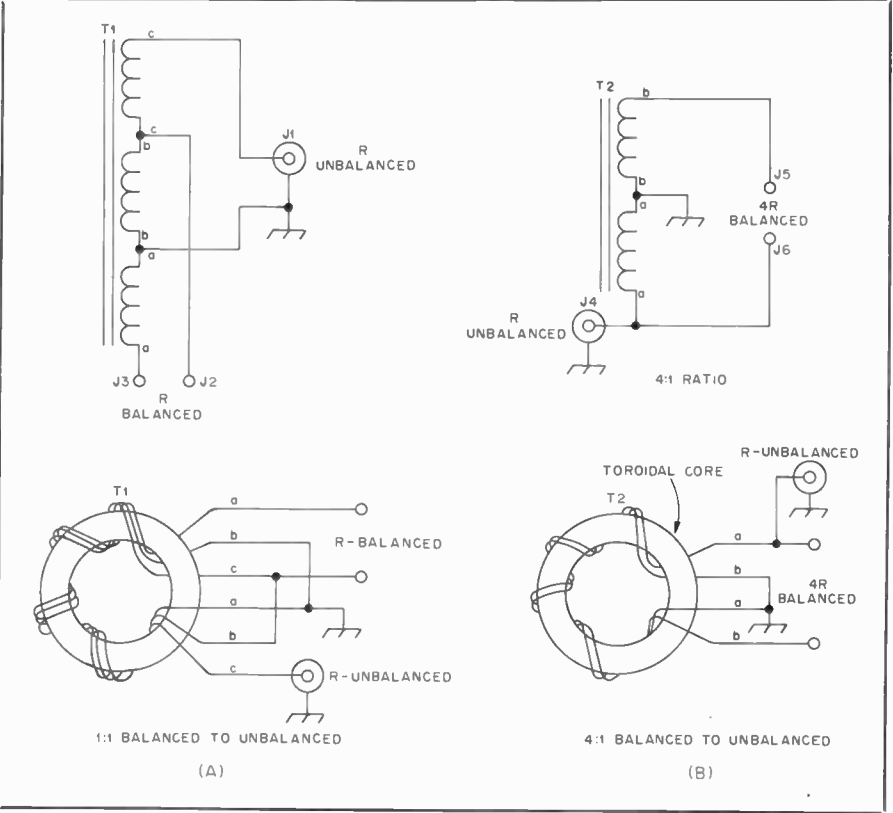 T1
c
c
b
b
a
a
J1
R
UNBALANCED
J3
J2
R
BALANCED
T2
b
b
a
a
J5
4R
BALANCED
J6
J4
R
UNBALANCED
4:1 RATIO
T1
a
b
R-BALANCED
c
a
b
c
R-UNBALANCED
1:1 BALANCED TO UNBALANCED
(A)
R-UNBALANCED
TOROIDAL CORE
T2
a
b
4R
BALANCED
a
b
4:1 BALANCED TO UNBALANCED
(B)